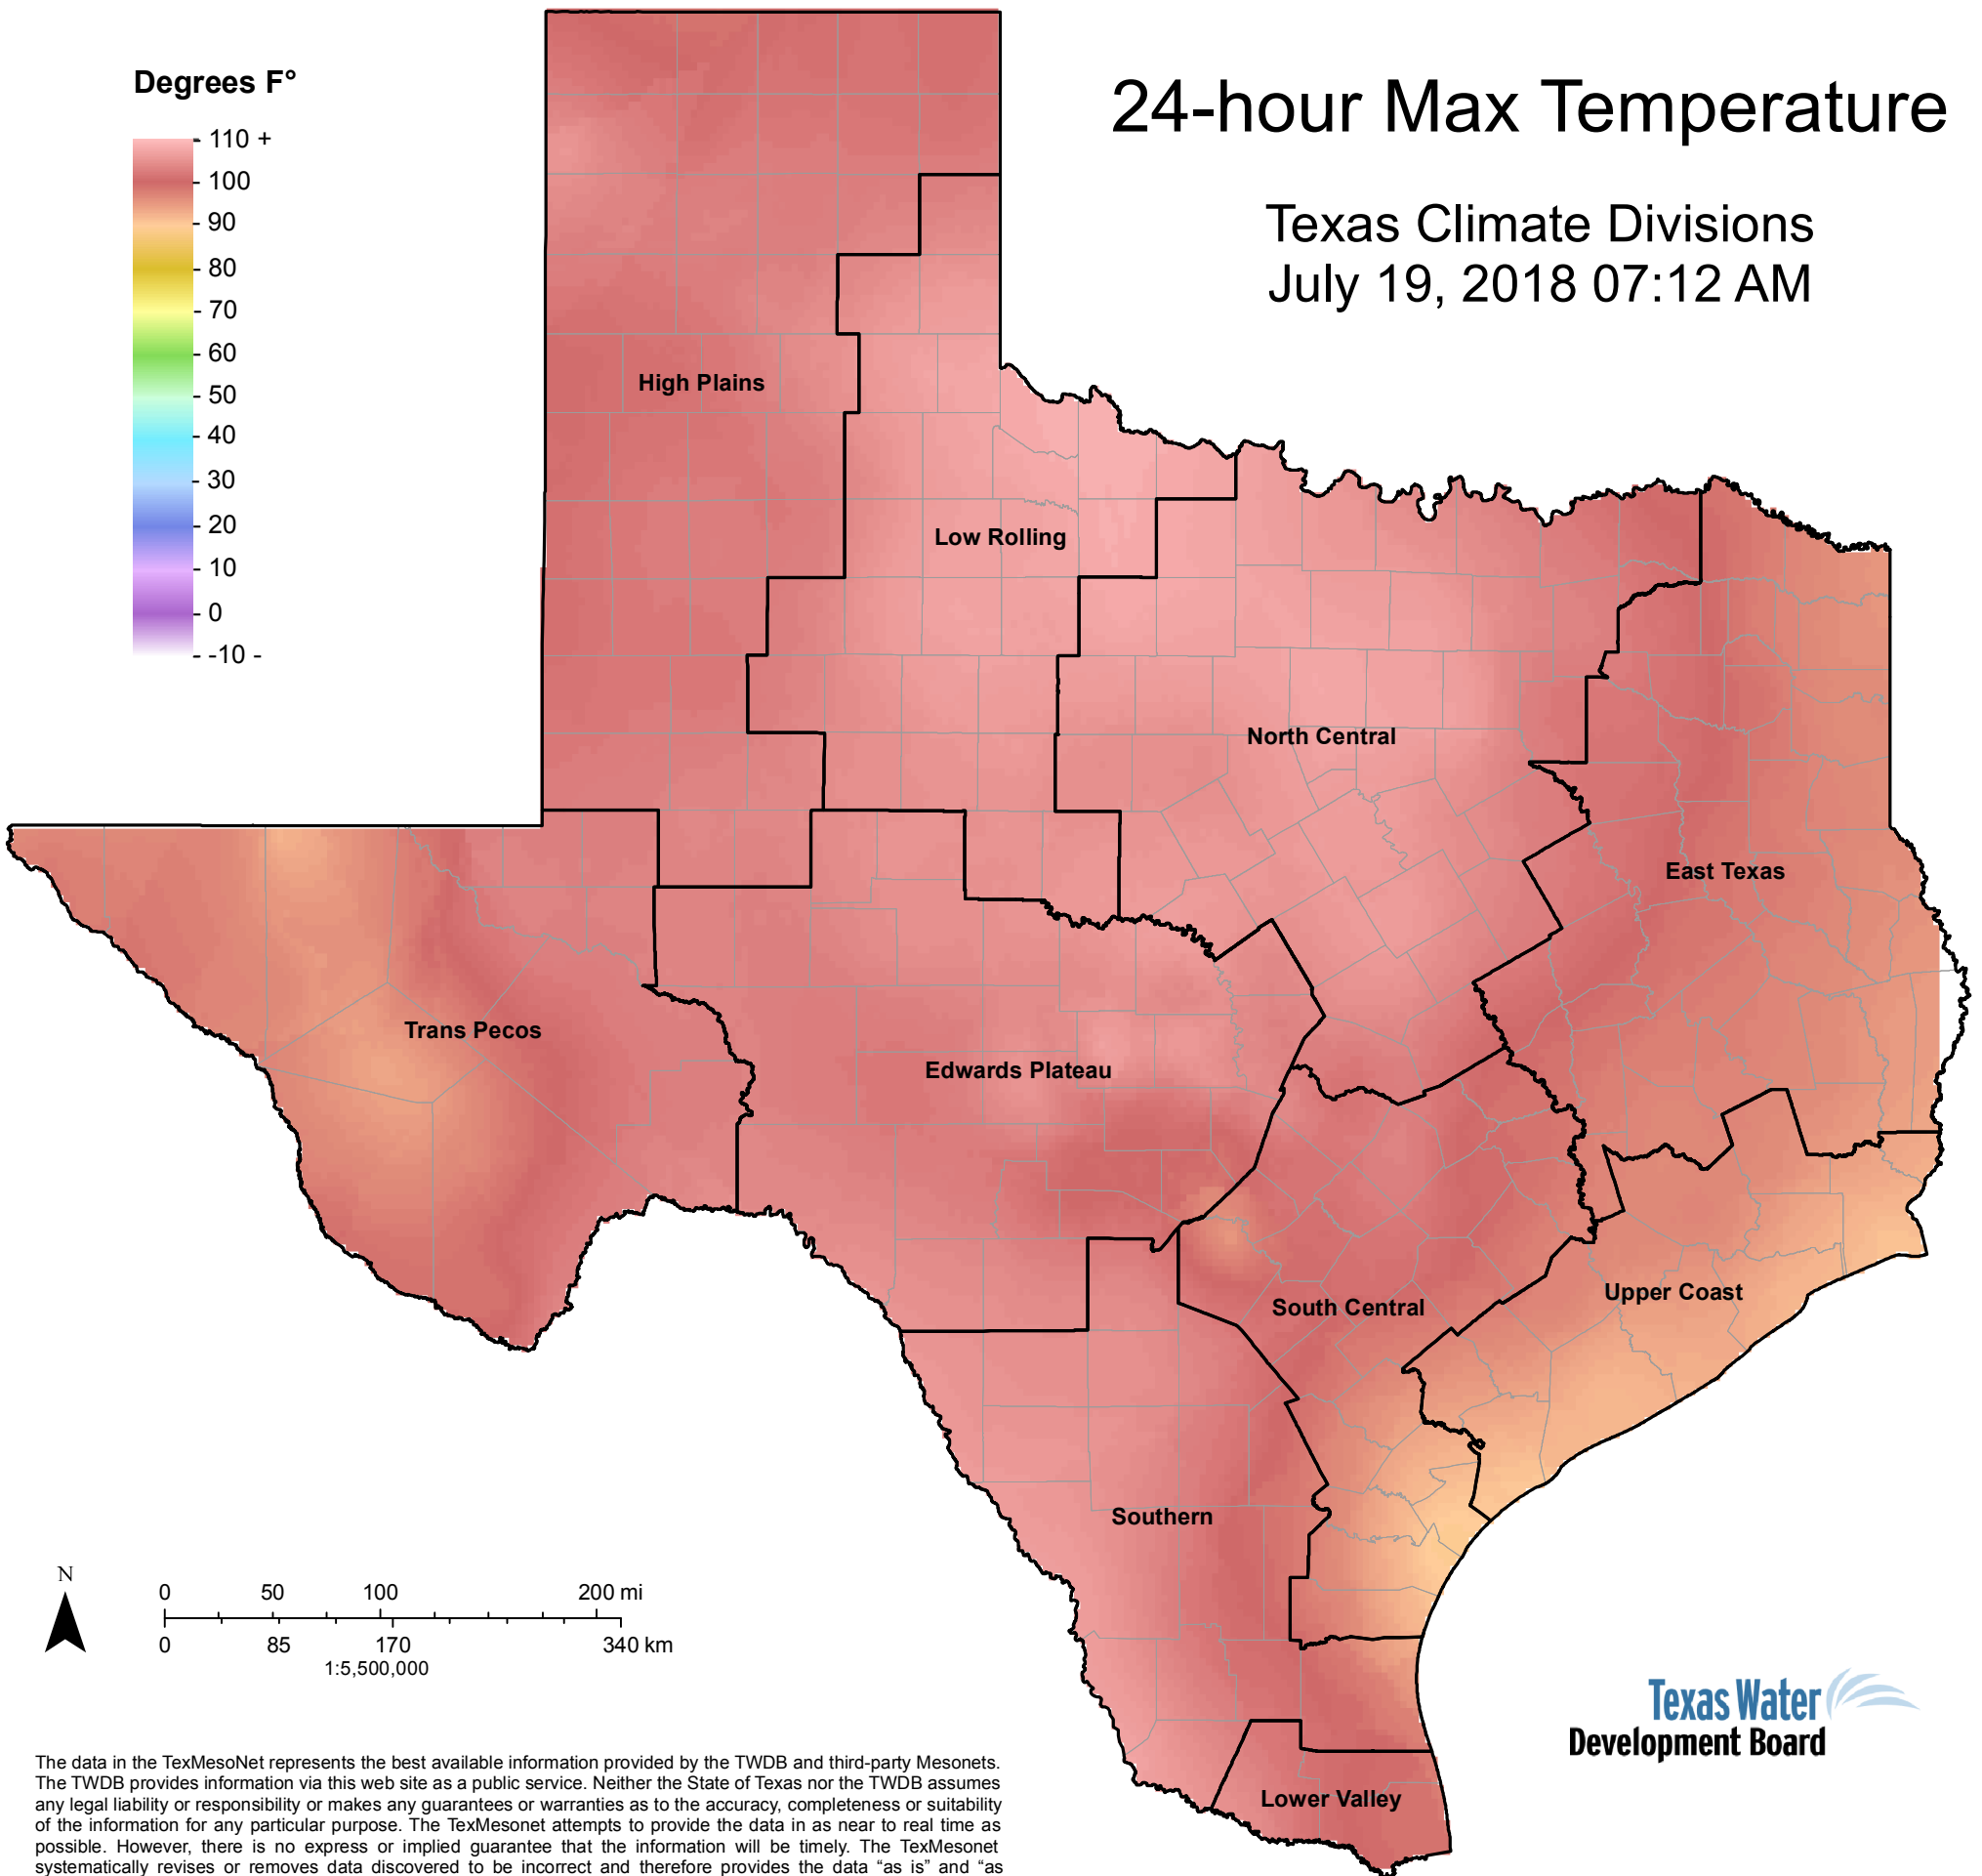 Degrees F°
110 +
100
90
80
70
60
50
40
30
20
10
0
-10 -
24-hour Max Temperature
Texas Climate Divisions
July 19, 2018 07:12 AM
High Plains
Low Rolling
North Central
East Texas
Trans Pecos
Edwards Plateau
Upper Coast
South Central
Southern
Lower Valley
N
0 50 100 200 mi
0 85 170 340 km
1:5,500,000
Texas Water
Development Board
The data in the TexMesoNet represents the best available information provided by the TWDB and third-party Mesonets.
The TWDB provides information via this web site as a public service. Neither the State of Texas nor the TWDB assumes
any legal liability or responsibility or makes any guarantees or warranties as to the accuracy, completeness or suitability
of the information for any particular purpose. The TexMesonet attempts to provide the data in as near to real time as
possible. However, there is no express or implied guarantee that the information will be timely. The TexMesonet
systematically revises or removes data discovered to be incorrect and therefore provides the data “as is” and “as